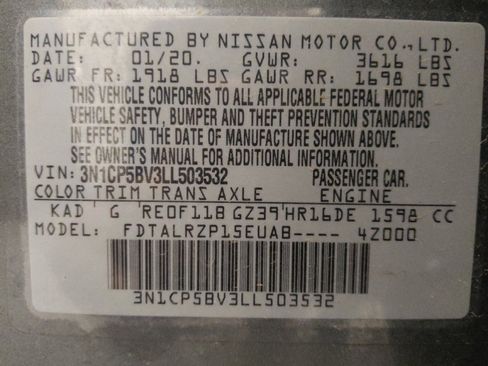 MANUFACTURED BY NISSAN MOTOR CO., LTD.
DATE: 01/20. GVWR: 3616 LBS
GAWR FR: 1918 LBS GAWR RR: 1698 LBS
THIS VEHICLE CONFORMS TO ALL APPLICABLE FEDERAL MOTOR
VEHICLE SAFETY, BUMPER AND THEFT PREVENTION STANDARDS
IN EFFECT ON THE DATE OF MANUFACTURE SHOWN ABOVE.
SEE OWNER'S MANUAL FOR ADDITIONAL INFORMATION.
VIN: 3N1CP5BV3LL503532 PASSENGER CAR.
COLOR TRIM TRANS AXLE ENGINE
KAD G RE0F11B GZ39 HR16DE 1598 CC
MODEL: FDTALRZP15EUAB---- 4Z000
3N1CP5BV3LL503532